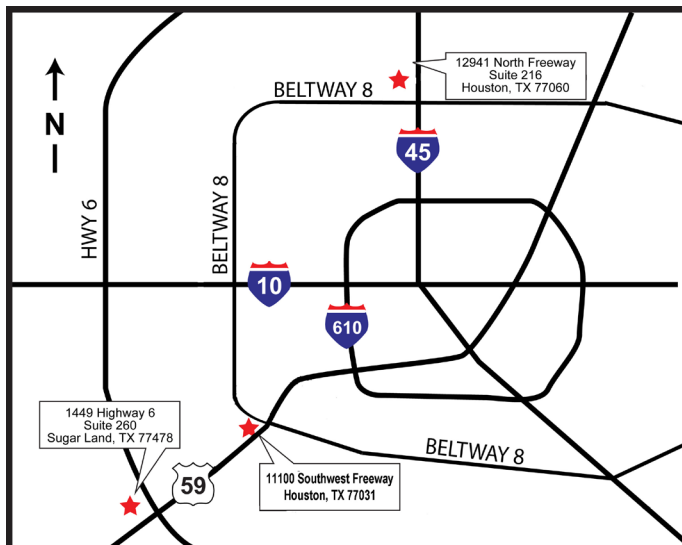 12941 North Freeway
Suite 216
Houston, TX 77060
BELTWAY 8
N
45
HWY 6
BELTWAY 8
10
610
1449 Highway 6
Suite 260
Sugar Land, TX 77478
BELTWAY 8
59
11100 Southwest Freeway
Houston, TX 77031